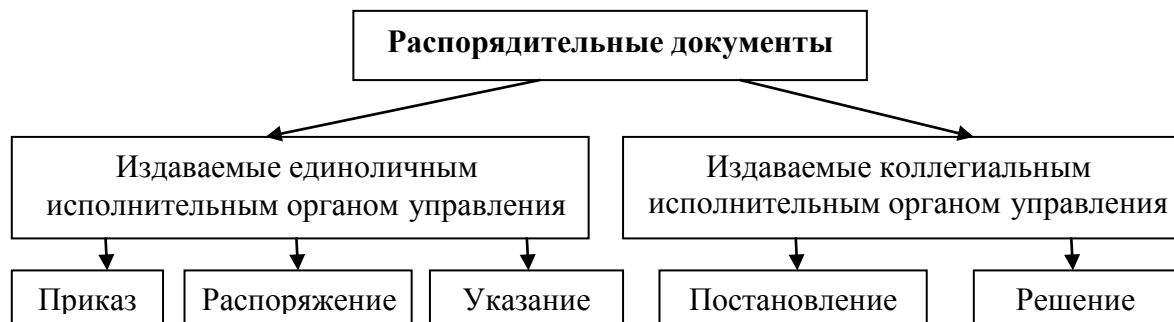 Распорядительные документы
Издаваемые единоличным
исполнительным органом управления
Издаваемые коллегиальным
исполнительным органом управления
Приказ
Распоряжение
Указание
Постановление
Решение